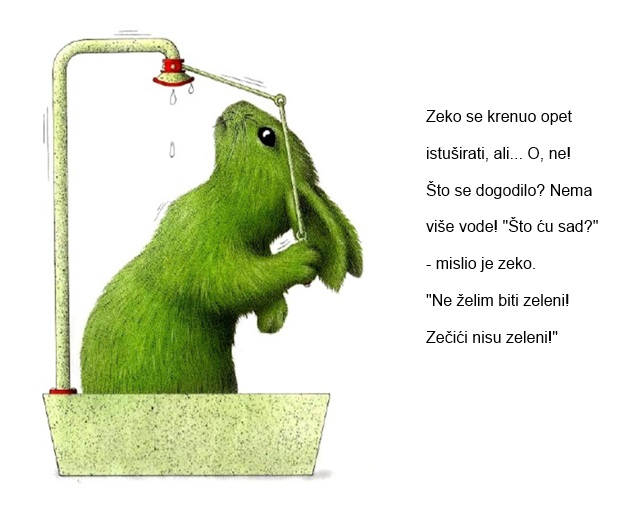 Zeko se krenuo opet
istuširati, ali... O, ne!
Što se dogodilo? Nema
više vode! "Što ću sad?"
- mislio je zeko.
"Ne želim biti zeleni!
Zečići nisu zeleni!"